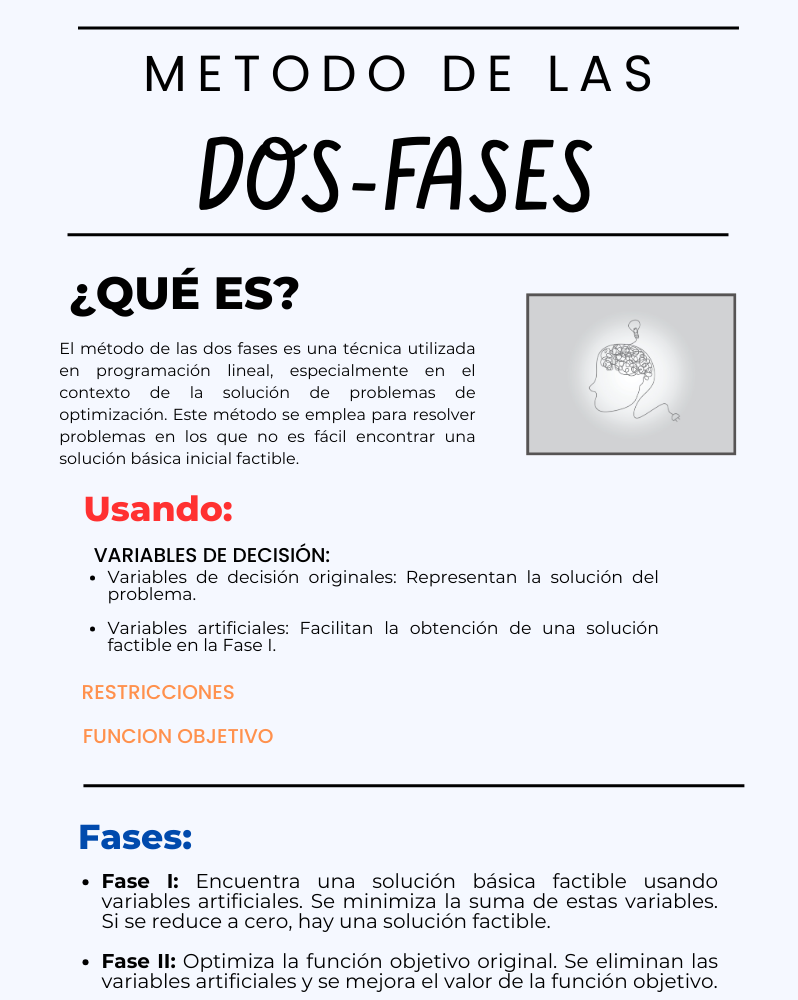 METODO DE LAS
DOS-FASES
¿QUÉ ES?
El método de las dos fases es una técnica utilizada
en programación lineal, especialmente en el
contexto de la solución de problemas de
optimización. Este método se emplea para resolver
problemas en los que no es fácil encontrar una
solución básica inicial factible.
Usando:
VARIABLES DE DECISIÓN:
• Variables de decisión originales: Representan la solución del
problema.
• Variables artificiales: Facilitan la obtención de una solución
factible en la Fase I.
RESTRICCIONES
FUNCION OBJETIVO
Fases:
• Fase I: Encuentra una solución básica factible usando
variables artificiales. Se minimiza la suma de estas variables.
Si se reduce a cero, hay una solución factible.
• Fase II: Optimiza la función objetivo original. Se eliminan las
variables artificiales y se mejora el valor de la función objetivo.